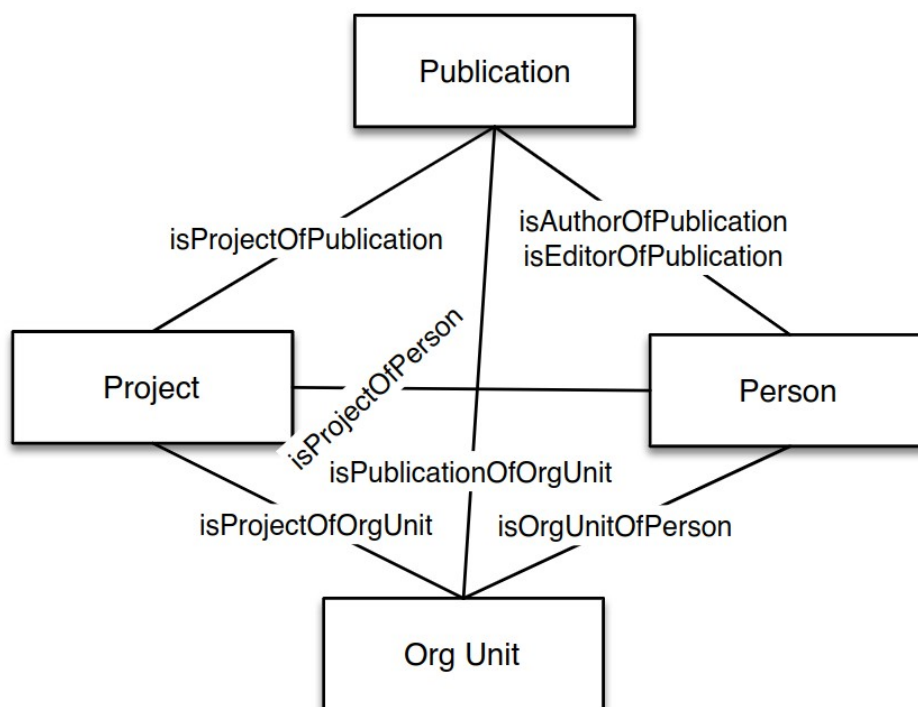 Publication
isProjectOfPublication
isAuthorOfPublication
isEditorOfPublication
isProjectOfPerson
Project
Person
isPublicationOfOrgUnit
isProjectOfOrgUnit
isOrgUnitOfPerson
Org Unit